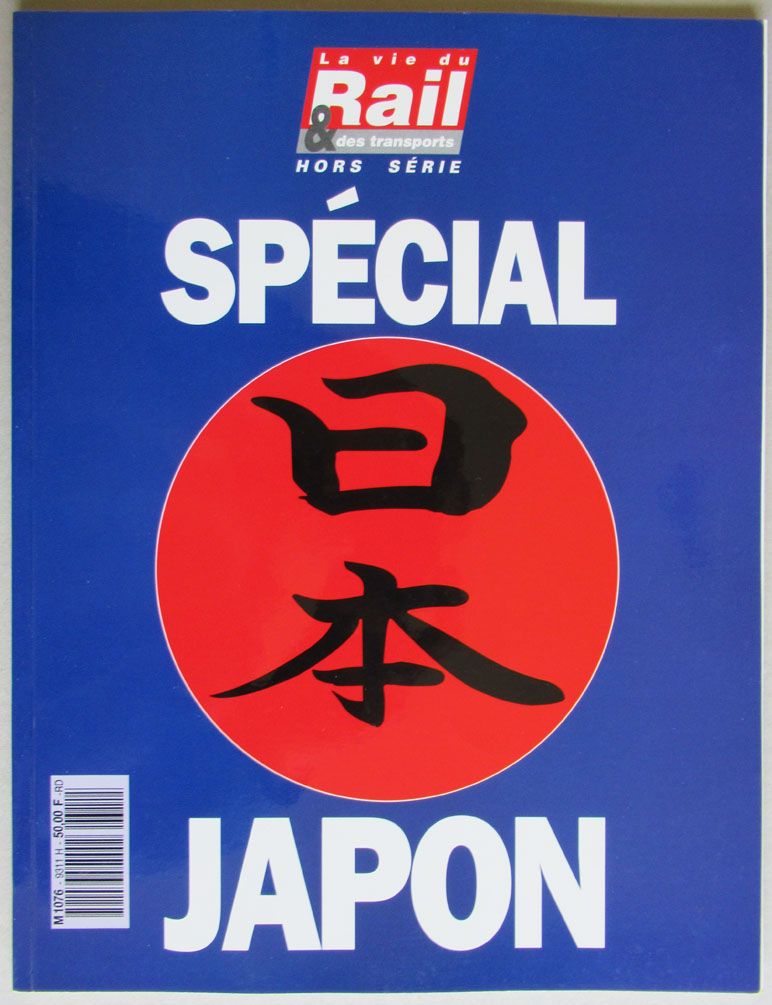 La vie du
Rail
& des transports
HORS SÉRIE
SPÉCIAL
日
本
M 1076 - 9311 H - 50,00 F -RD
JAPON